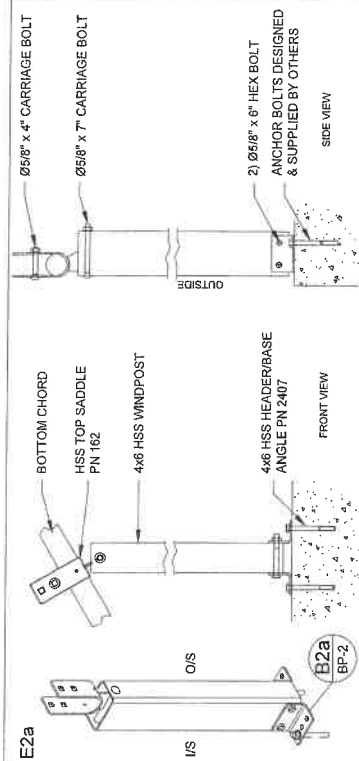 E2a
I/S
O/S
B2a
BP-2
BOTTOM CHORD
HSS TOP SADDLE
PN 162
4x6 HSS WINDPOST
4x6 HSS HEADER/BASE
ANGLE PN 2407
FRONT VIEW
Ø5/8" x 4" CARRIAGE BOLT
Ø5/8" x 7" CARRIAGE BOLT
OUTSIDE
2) Ø5/8" x 6" HEX BOLT
ANCHOR BOLTS DESIGNED
& SUPPLIED BY OTHERS
SIDE VIEW